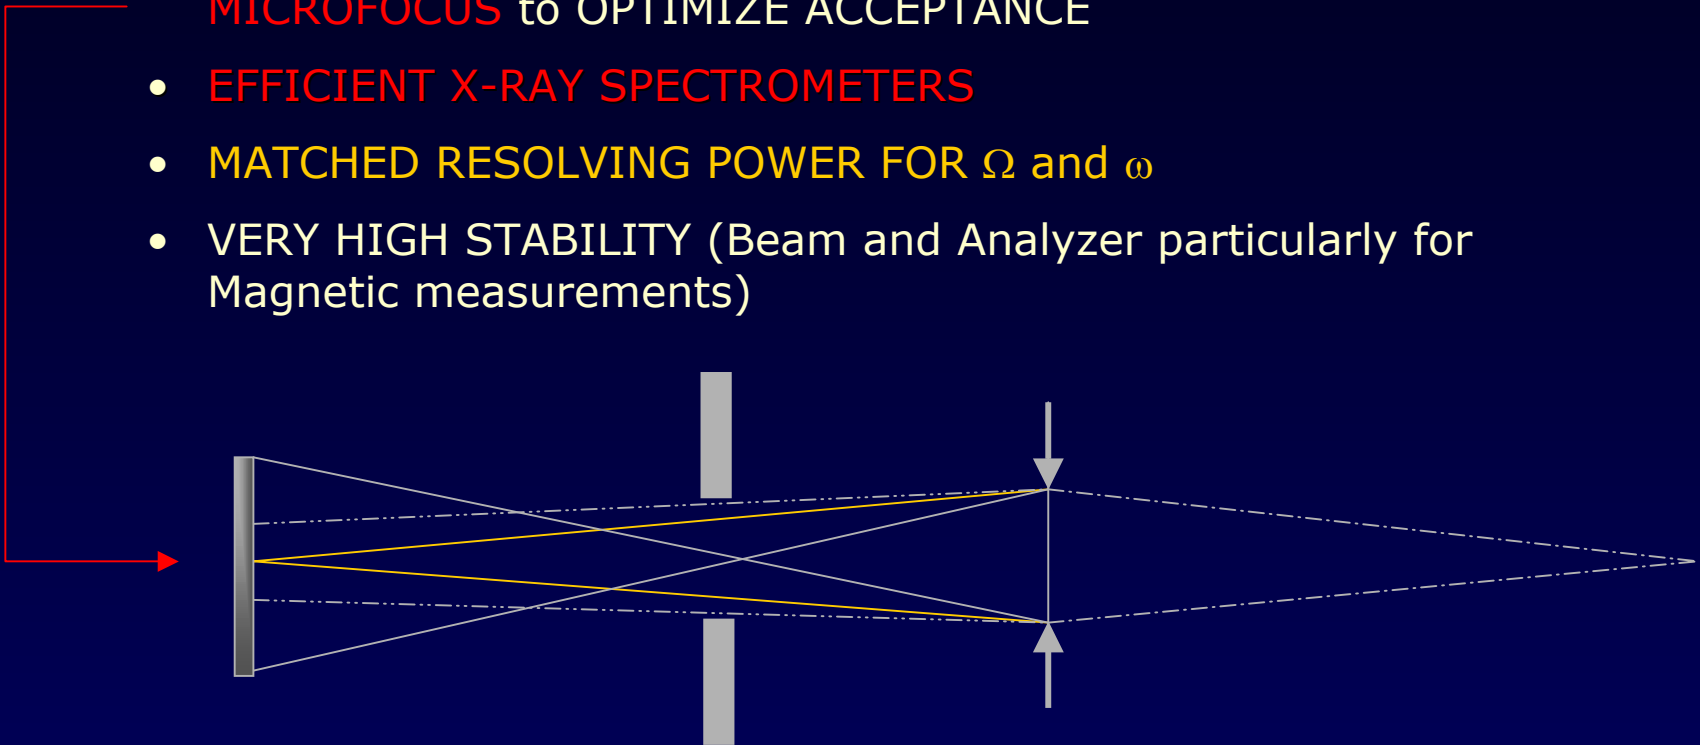 MICROFOCUS to OPTIMIZE ACCEPTANCE
• EFFICIENT X-RAY SPECTROMETERS
• MATCHED RESOLVING POWER FOR Ω and ω
• VERY HIGH STABILITY (Beam and Analyzer particularly for
Magnetic measurements)